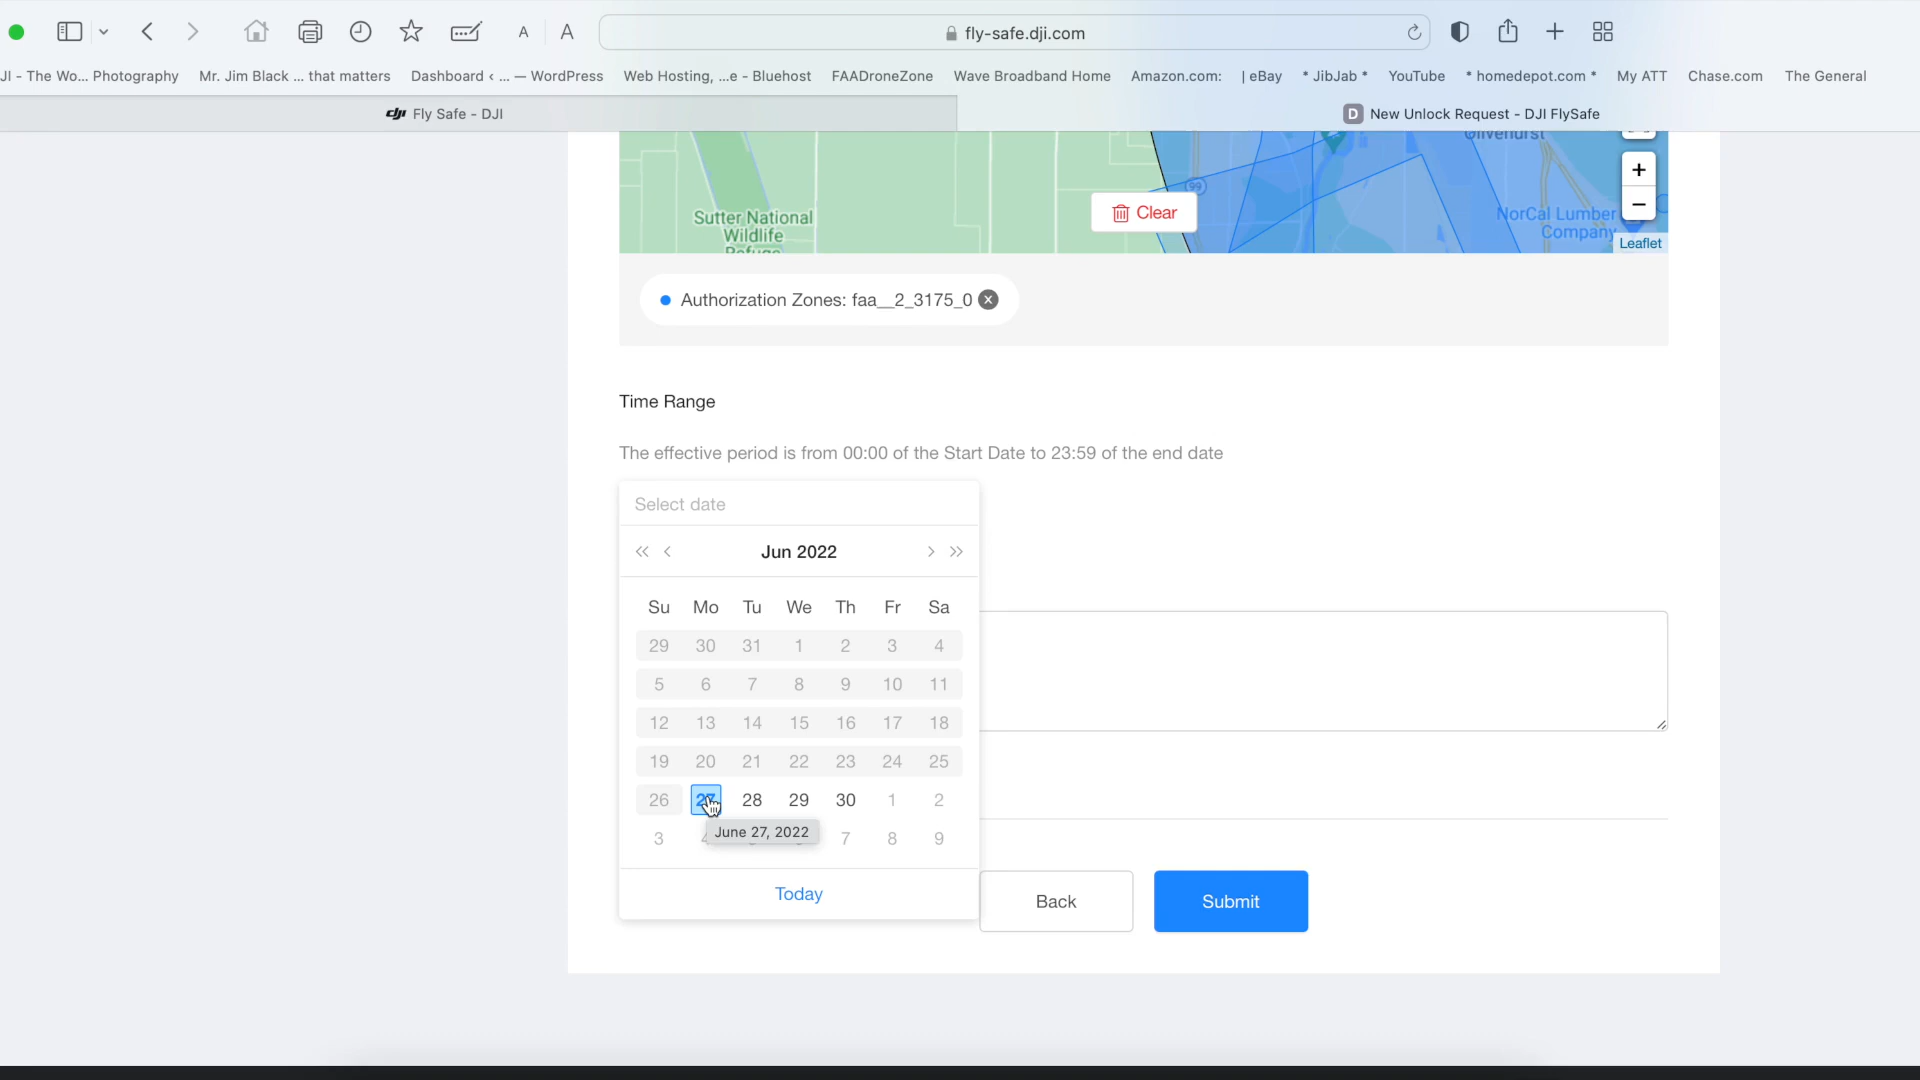 A A fly-safe.dji.com
JI - The Wo... Photography Mr. Jim Black ... that matters Dashboard ‹ ... — WordPress Web Hosting, ...e - Bluehost FAADroneZone Wave Broadband Home Amazon.com: | eBay * JibJab * YouTube * homedepot.com * My ATT Chase.com The General
dji Fly Safe - DJI D New Unlock Request - DJI FlySafe
Olivehurst
99
+
Sutter National
Wildlife
Refuge
Clear
−
NorCal Lumber
Company
Leaflet
Authorization Zones: faa__2_3175_0
Time Range
The effective period is from 00:00 of the Start Date to 23:59 of the end date
Select date
« ‹ Jun 2022 › »
Su Mo Tu We Th Fr Sa
29 30 31 1 2 3 4
5 6 7 8 9 10 11
12 13 14 15 16 17 18
19 20 21 22 23 24 25
26 27 28 29 30 1 2
June 27, 2022
3 7 8 9
Today
Back Submit